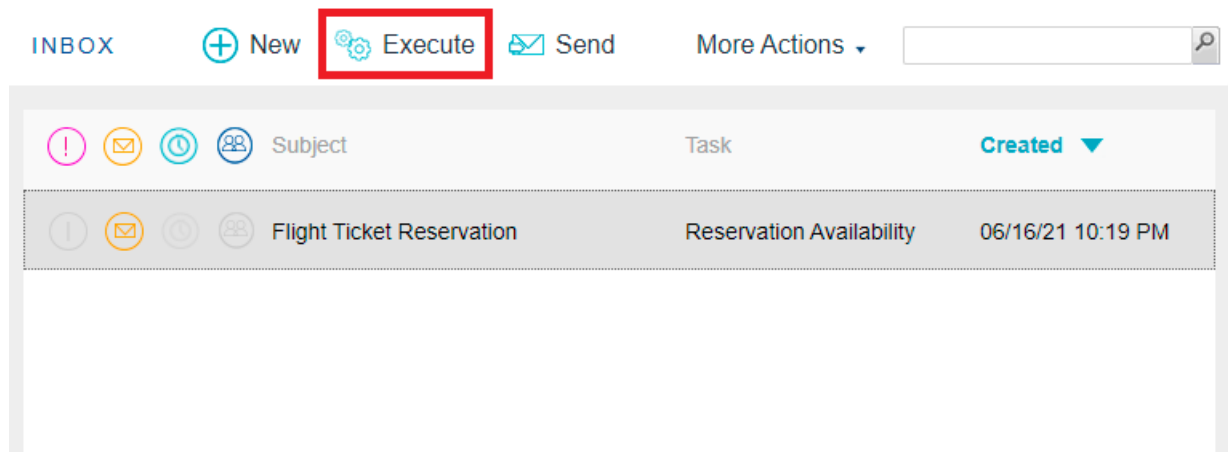 INBOX New Execute Send More Actions
Subject Task Created
Flight Ticket Reservation Reservation Availability 06/16/21 10:19 PM